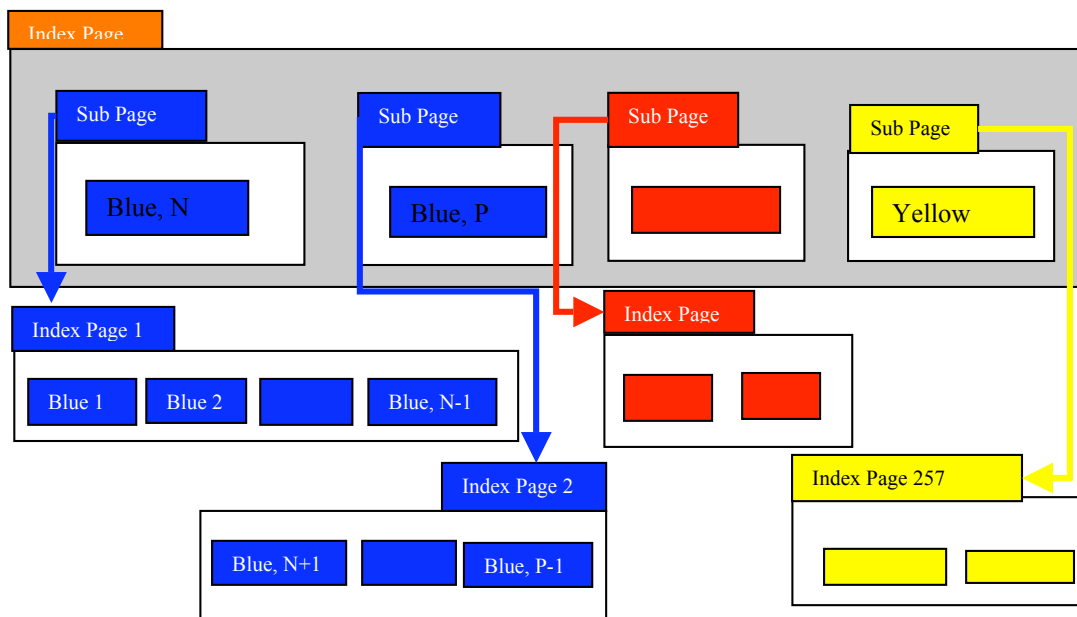 Index Page
Sub Page
Sub Page
Sub Page
Sub Page
Blue, N
Blue, P
Yellow
Index Page 1
Index Page
Blue 1
Blue 2
Blue, N-1
Index Page 2
Index Page 257
Blue, N+1
Blue, P-1